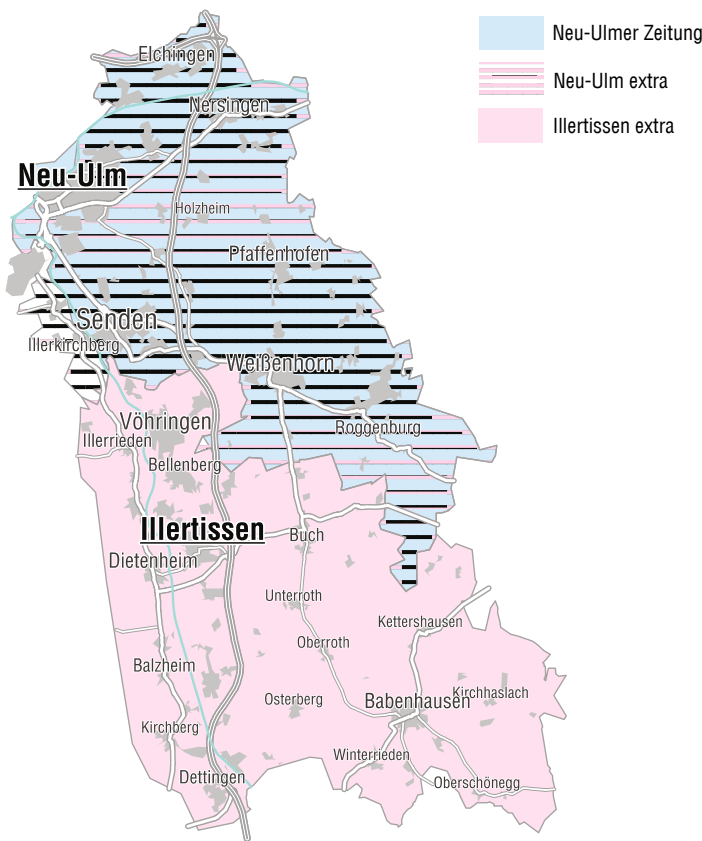 Neu-Ulmer Zeitung
Neu-Ulm extra
Illertissen extra
Elchingen
Nersingen
Neu-Ulm
Holzheim
Pfaffenhofen
Senden
Illerkirchberg
Weißenhorn
Vöhringen
Roggenburg
Illerrieden
Bellenberg
Illertissen
Buch
Dietenheim
Unterroth
Kettershausen
Oberroth
Balzheim
Kirchhaslach
Osterberg
Babenhausen
Kirchberg
Winterrieden
Dettingen
Oberschönegg